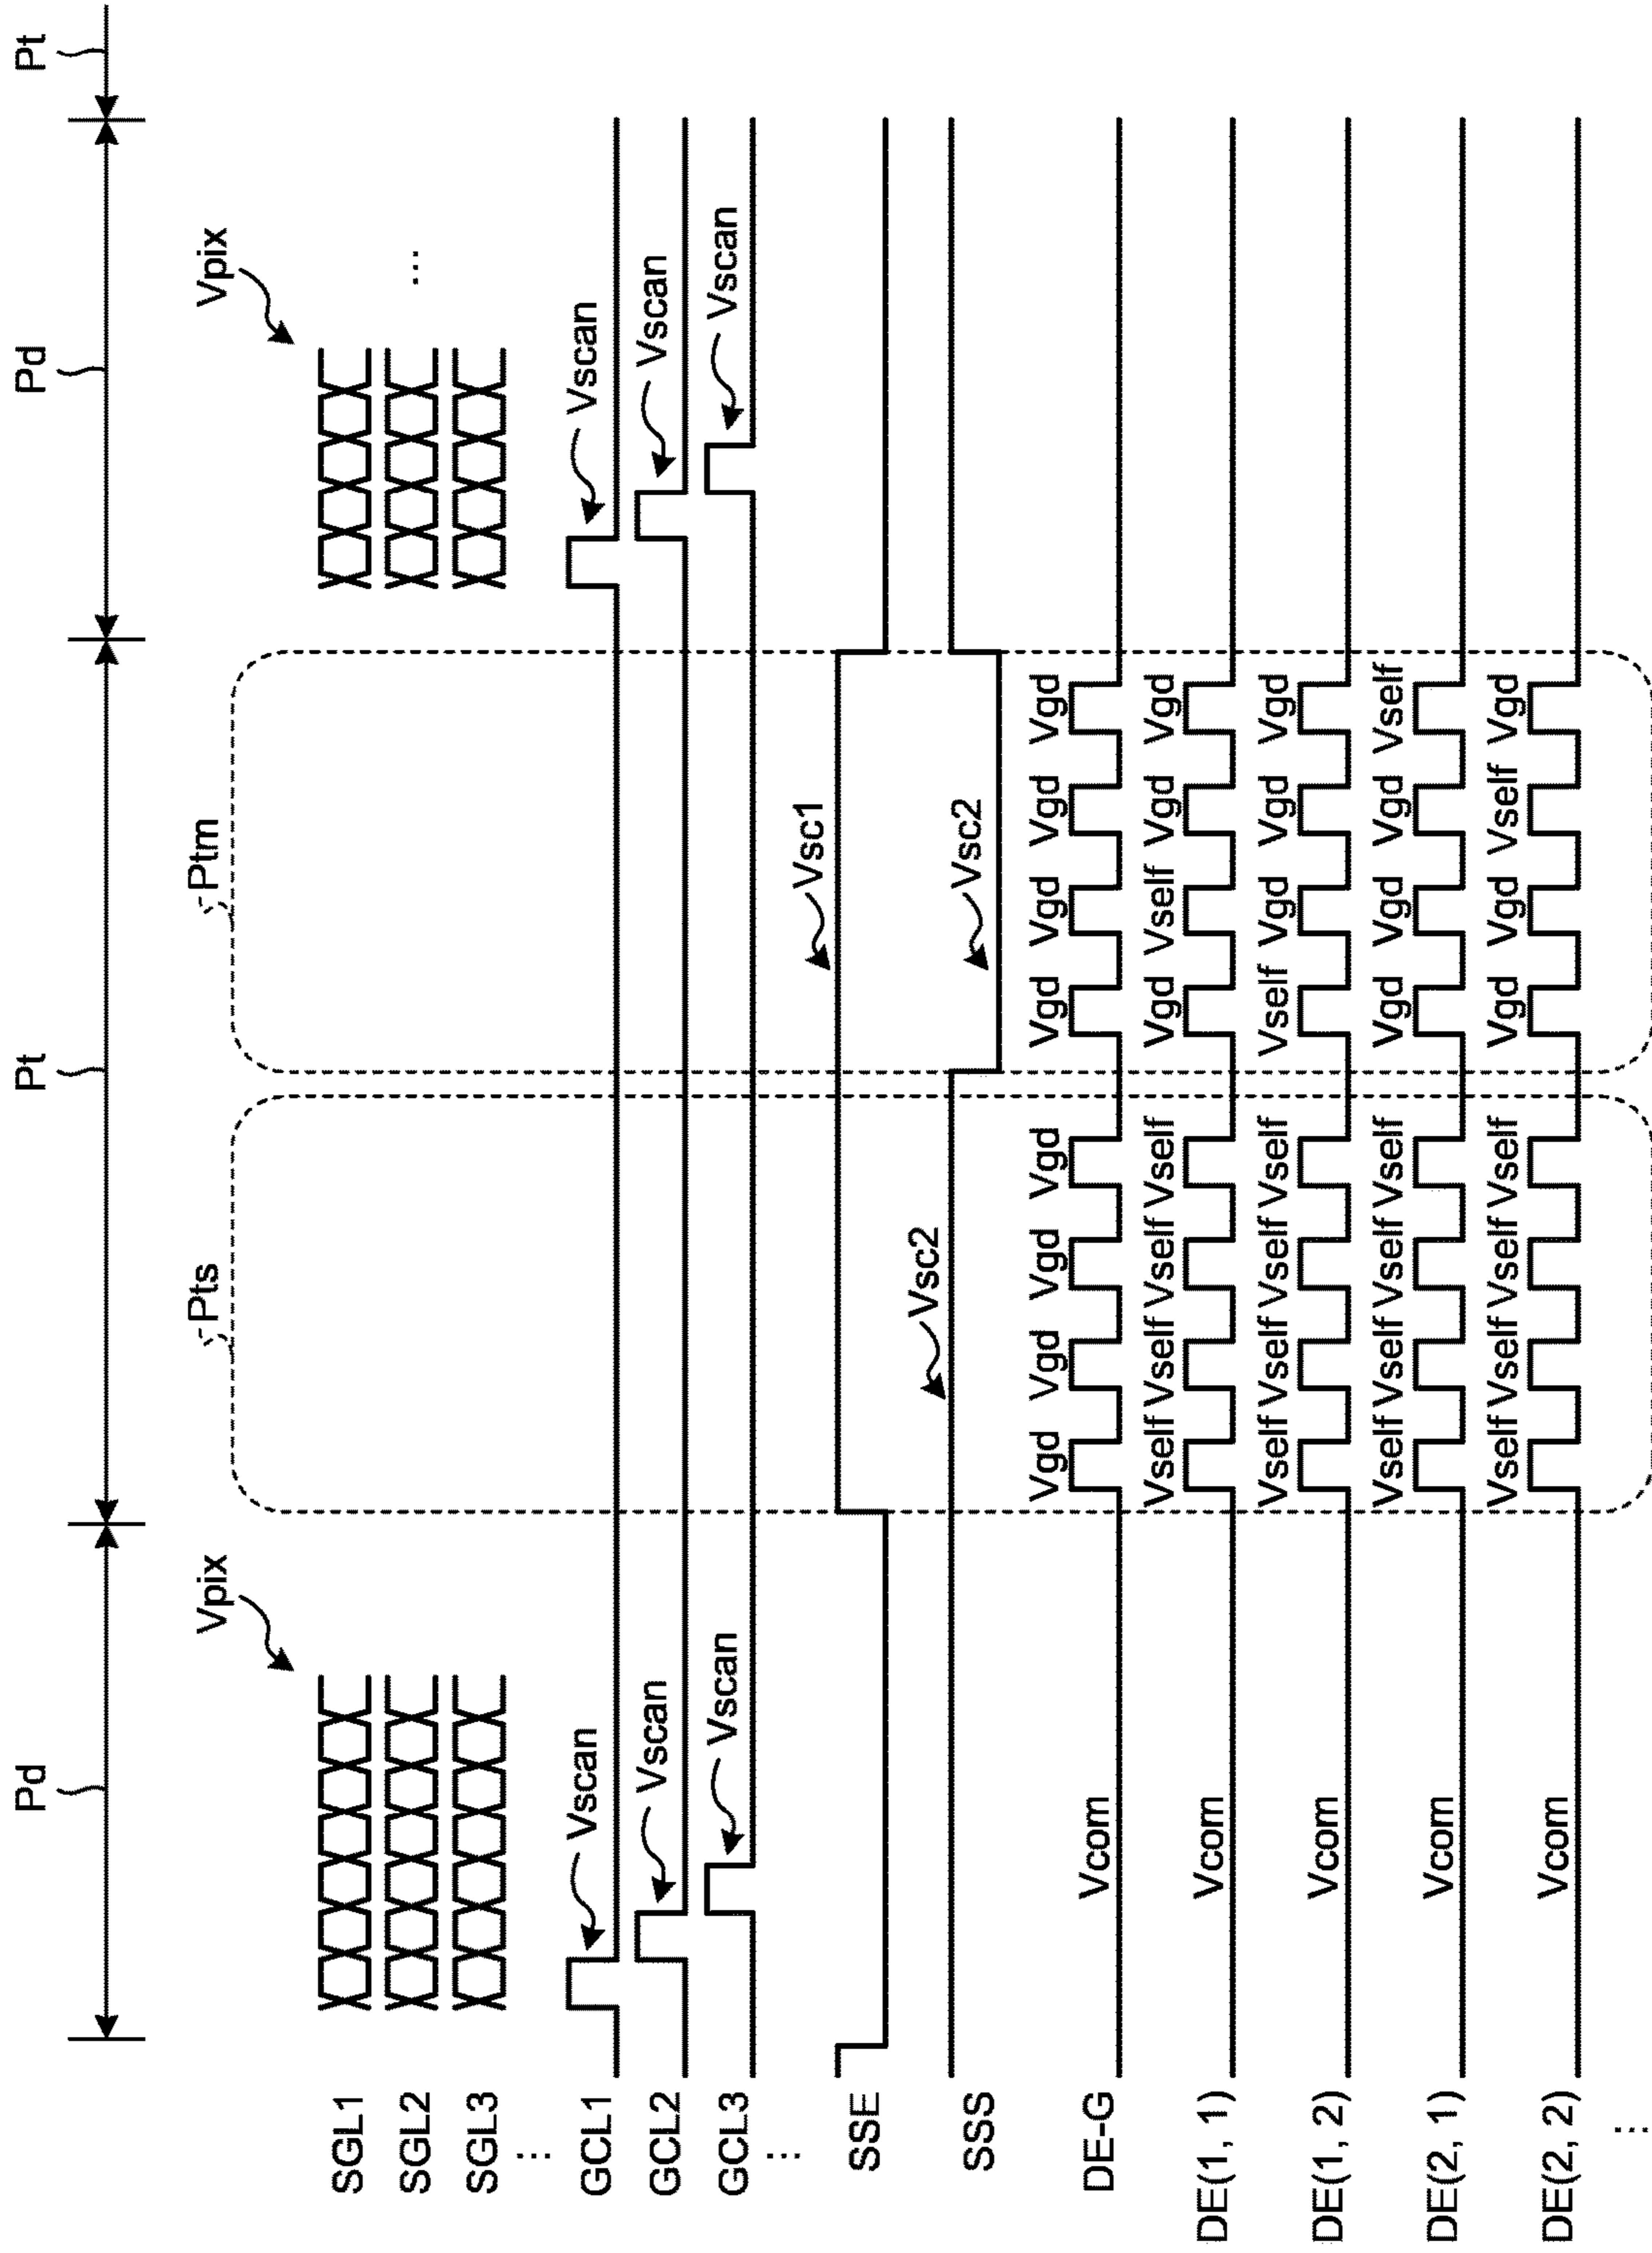 Pd Pt Pd Pt
Pts Ptm
Vpix Vpix
SGL1
SGL2 ...
SGL3
...
GCL1 Vscan Vscan
GCL2 Vscan Vscan
GCL3 Vscan Vscan
...
SSE Vsc1
SSS Vsc2 Vsc2
DE-G Vcom Vgd Vgd Vgd Vgd Vgd Vgd Vgd Vgd
DE(1, 1) Vcom Vself Vself Vself Vself Vgd Vself Vgd Vgd
DE(1, 2) Vcom Vself Vself Vself Vself Vself Vgd Vgd Vgd
DE(2, 1) Vcom Vself Vself Vself Vself Vgd Vgd Vgd Vself
DE(2, 2) Vcom Vself Vself Vself Vself Vgd Vgd Vself Vgd
...